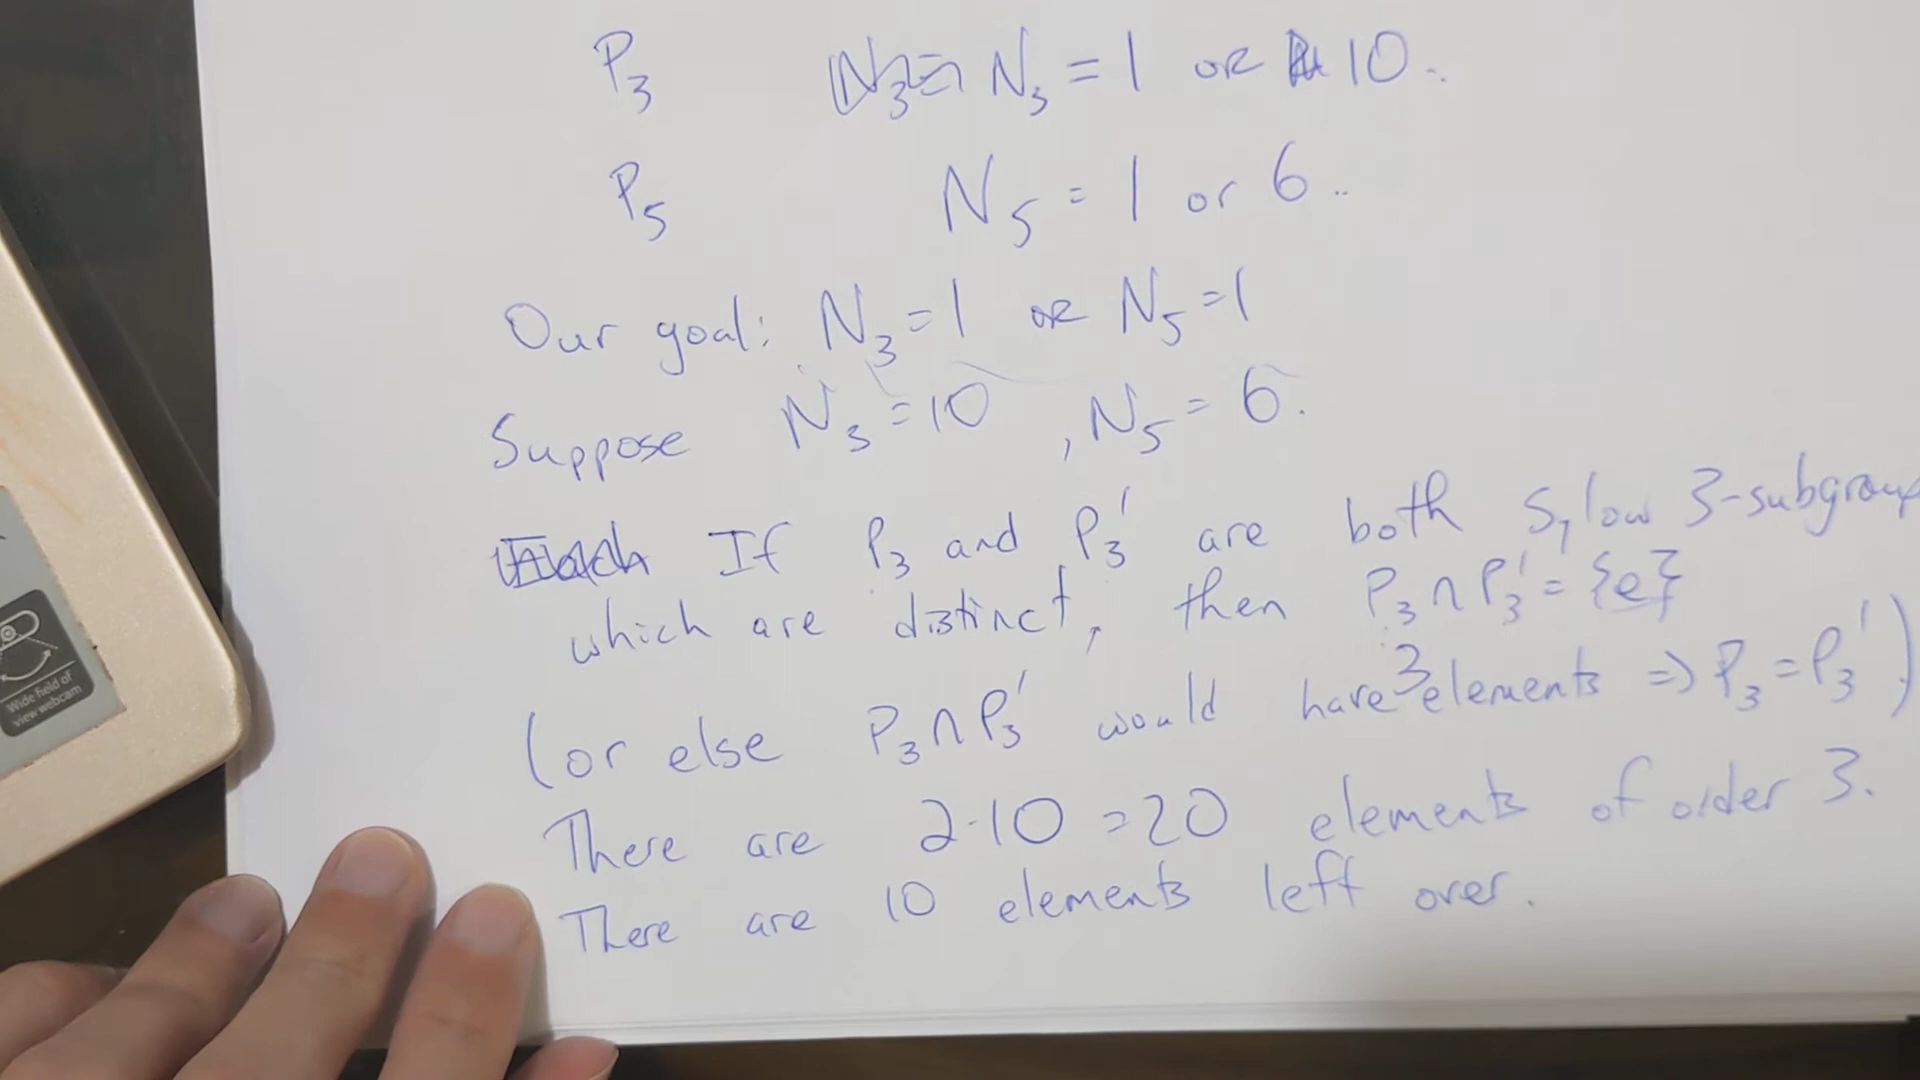 P₃ N₃ = 1 or 10.
P₅ N₅ = 1 or 6.
Our goal: N₃ = 1 or N₅ = 1
Suppose N₃ = 10, N₅ = 6.
If P₃ and P₃' are both Sylow 3-subgroup
which are distinct, then P₃ ∩ P₃' = {e}
(or else P₃ ∩ P₃' would have 3 elements ⇒ P₃ = P₃'.)
There are 2·10 = 20 elements of order 3.
There are 10 elements left over.
Wide field of
view webcam